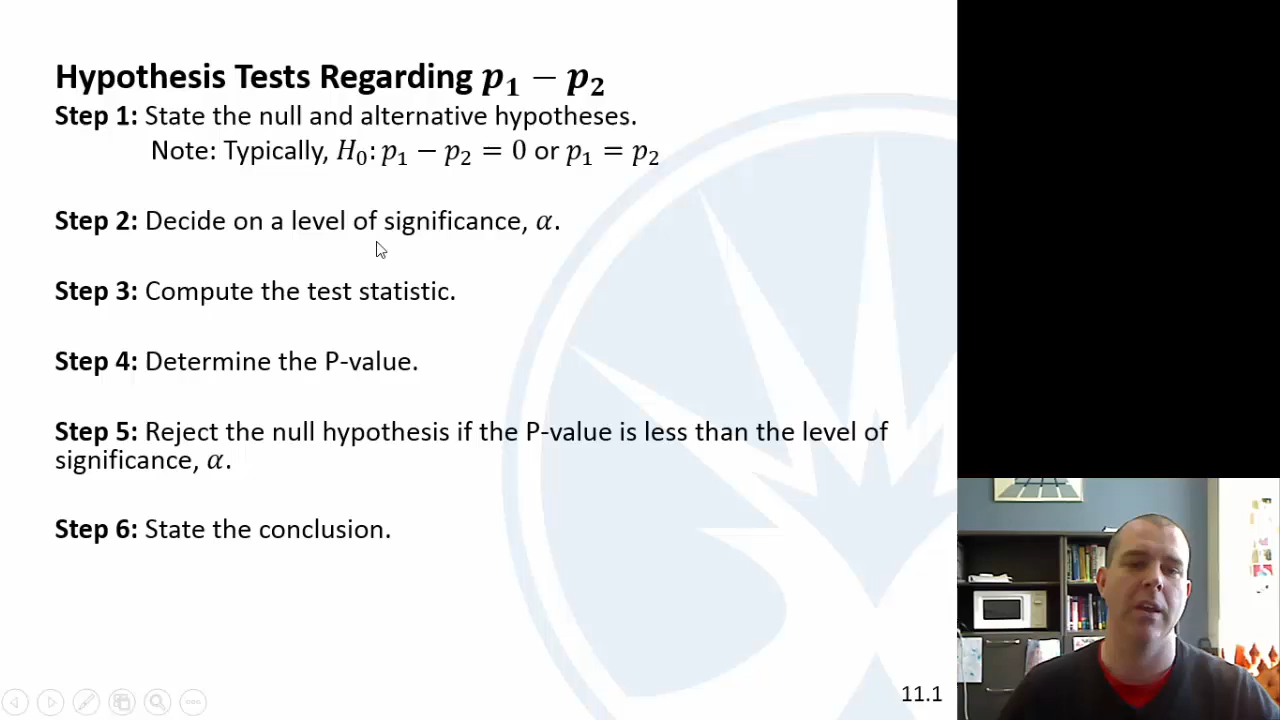 Hypothesis Tests Regarding 𝒑₁ − 𝒑₂
Step 1: State the null and alternative hypotheses.
Note: Typically, 𝐻₀: 𝑝₁ − 𝑝₂ = 0 or 𝑝₁ = 𝑝₂
Step 2: Decide on a level of significance, 𝛼.
Step 3: Compute the test statistic.
Step 4: Determine the P-value.
Step 5: Reject the null hypothesis if the P-value is less than the level of
significance, 𝛼.
Step 6: State the conclusion.
11.1